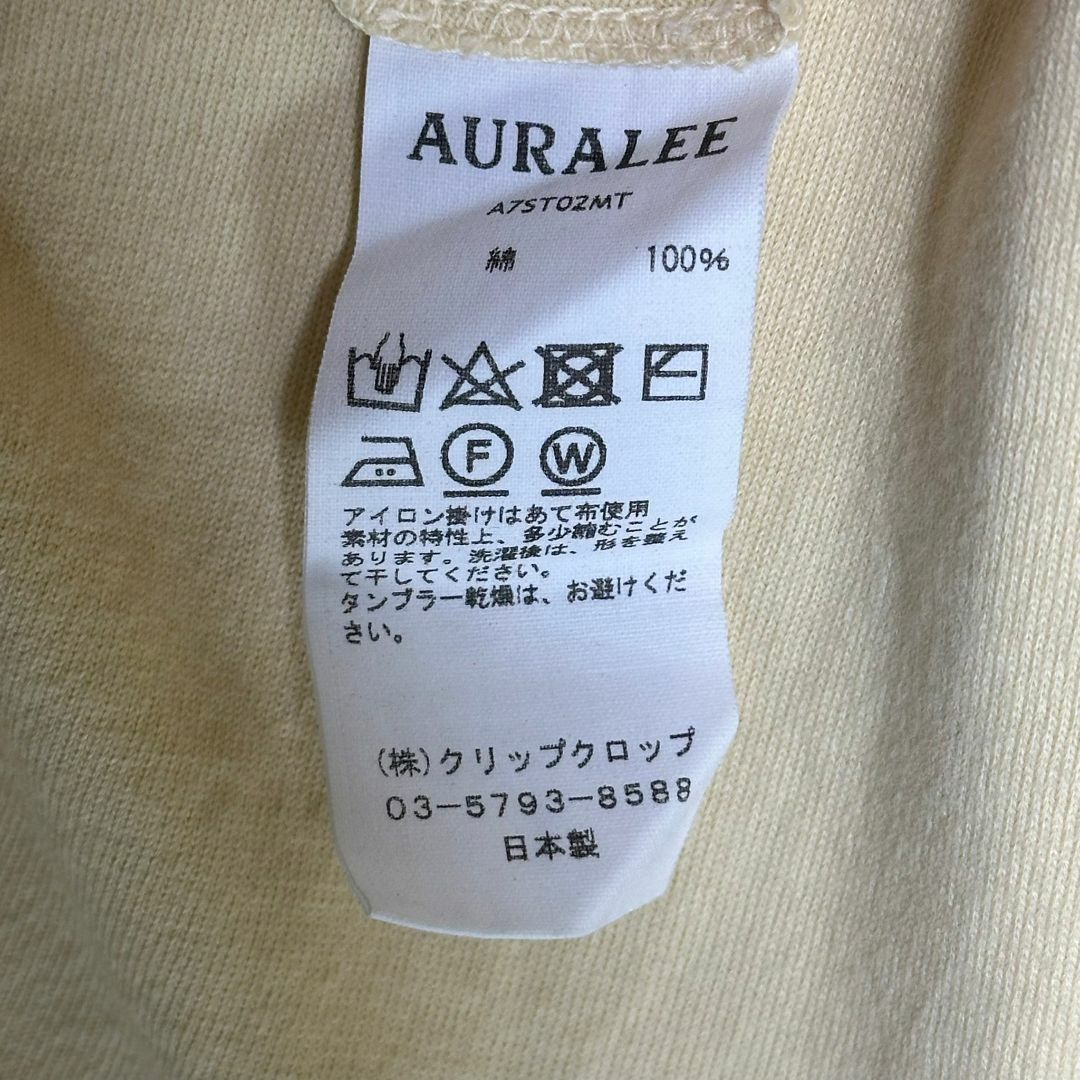 AURALEE
A7ST02MT
綿 100%
F W
アイロン掛けはあて布使用
素材の特性上、多少縮むことが
あります。洗濯後は、形を整え
て干してください。
タンブラー乾燥は、お避けくだ
さい。
(株)クリップクロップ
03-5793-8588
日本製